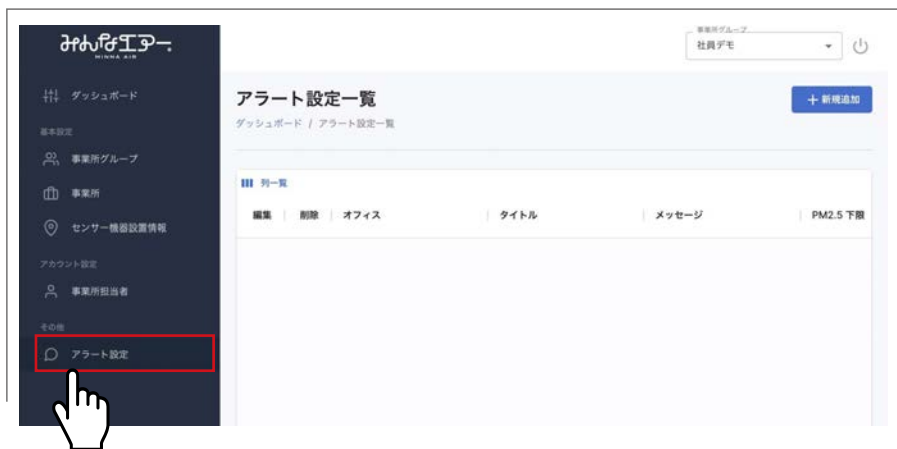 みんなエアー
MINNA AIR
ダッシュボード
基本設定
事業所グループ
事業所
センサー機器設置情報
アカウント設定
事業所担当者
その他
アラート設定
事業所グループ
社員デモ
アラート設定一覧
ダッシュボード / アラート設定一覧
＋ 新規追加
列一覧
編集 削除 オフィス タイトル メッセージ PM2.5 下限